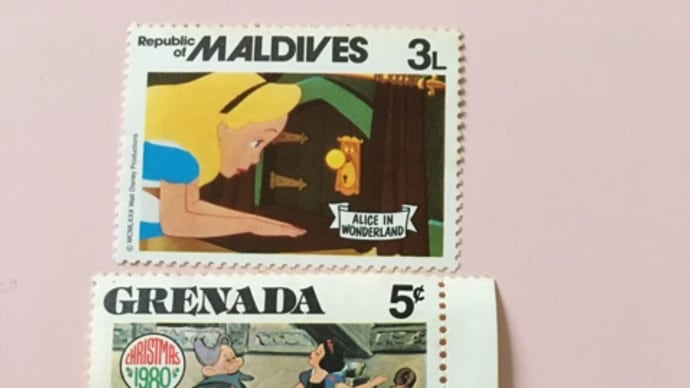 Republic
of MALDIVES 3L
© MCMLXXX Walt Disney Productions
ALICE IN
WONDERLAND
GRENADA 5¢
CHRISTMAS
1980